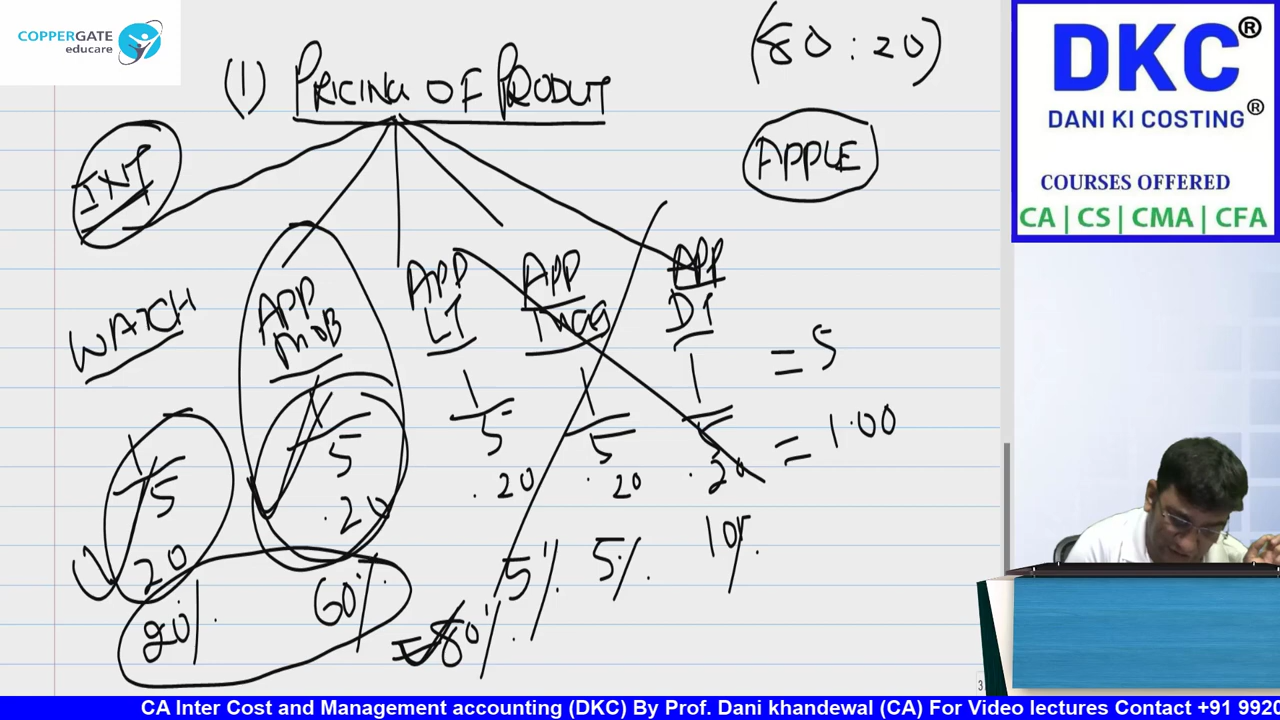 COPPERGATE
educare
(80:20)
(1) PRICING OF PRODUT
APPLE
INT
WATCH
APP
MOB
APP
LT
APP
APP
DT
1/5
1/5
1/5
1/5
1/5
= 5
20
.20
.20
.20
.20
= 1.00
20%.
60%
= 80%.
5%.
5%.
10%.
3
DKC®
DANI KI COSTING®
COURSES OFFERED
CA | CS | CMA | CFA
CA Inter Cost and Management accounting (DKC) By Prof. Dani khandewal (CA) For Video lectures Contact +91 9920